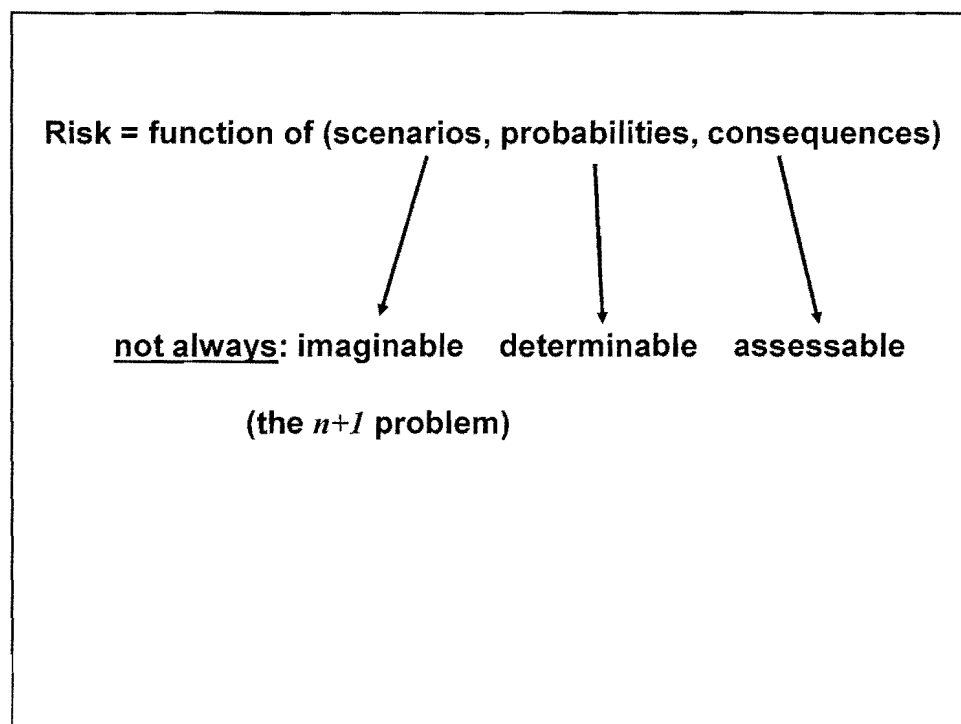 Risk = function of (scenarios, probabilities, consequences)
not always: imaginable determinable assessable
(the n+1 problem)